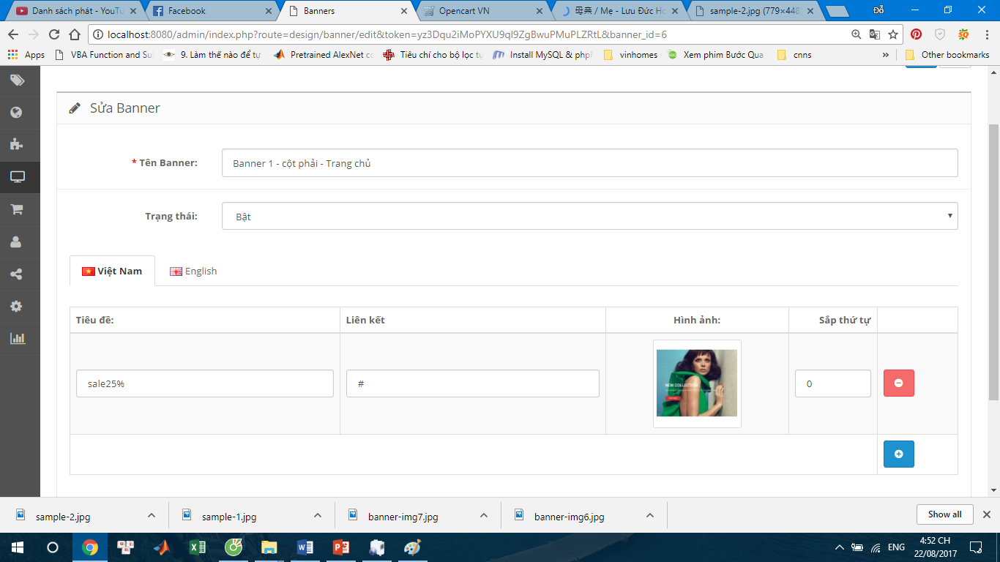 Danh sách phát - YouTu
Facebook
Banners
Opencart VN
母亲 / Mẹ - Lưu Đức Ho
sample-2.jpg (779×448
Đỗ
localhost:8080/admin/index.php?route=design/banner/edit&token=yz3Dqu2iMoPYXU9qI9ZgBwuPMuPLZRtL&banner_id=6
Apps
VBA Function and Su
9. Làm thế nào để tự
Pretrained AlexNet co
Tiêu chí cho bộ lọc tụ
Install MySQL & php
vinhomes
Xem phim Bước Qua
cnns
»
Other bookmarks
Sửa Banner
* Tên Banner:
Banner 1 - cột phải - Trang chủ
Trạng thái:
Bật
Việt Nam
English
Tiêu đề:
Liên kết
Hình ảnh:
Sắp thứ tự
sale25%
#
NEW COLLECTION
0
sample-2.jpg
sample-1.jpg
banner-img7.jpg
banner-img6.jpg
Show all
ENG
4:52 CH
22/08/2017